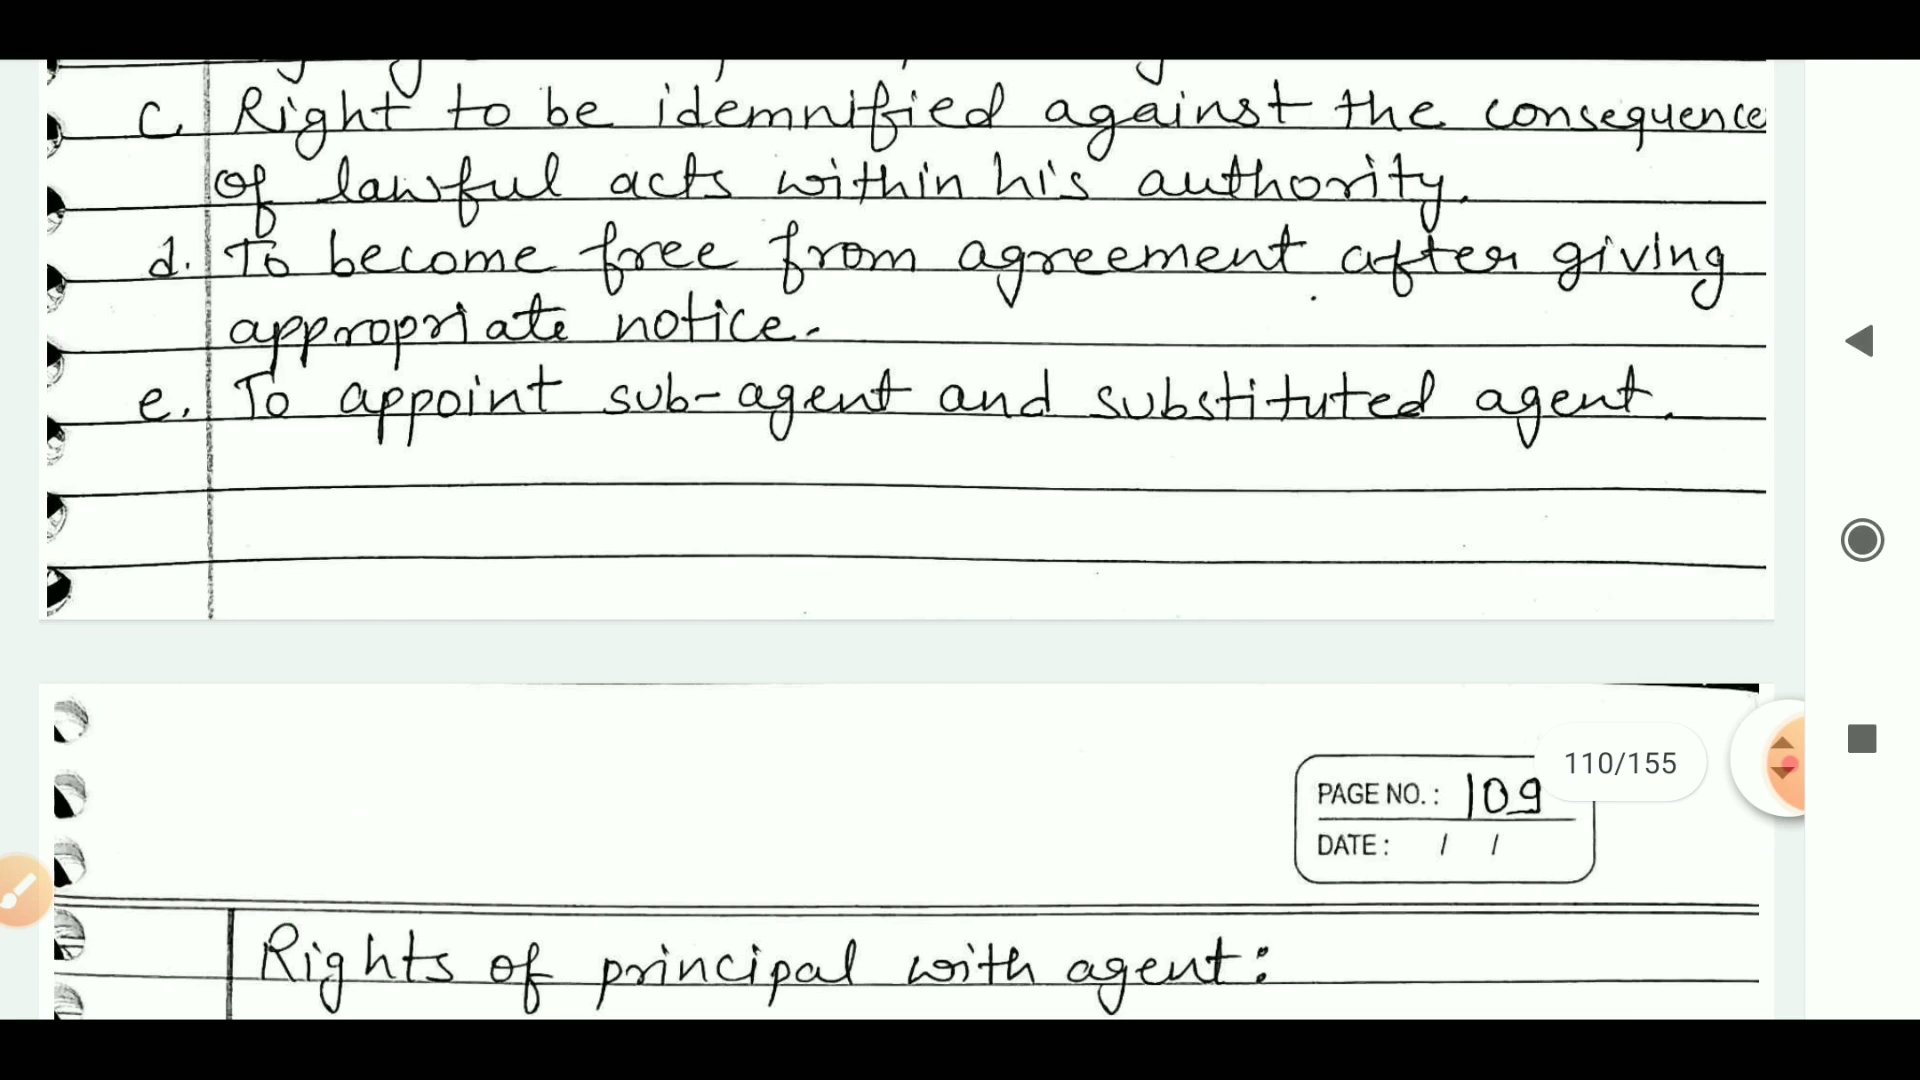 c. Right to be idemnified against the consequence
of lawful acts within his authority.
d. To become free from agreement after giving
appropriate notice.
e. To appoint sub-agent and substituted agent.
110/155
PAGE NO.: 109
DATE: / /
Rights of principal with agent: